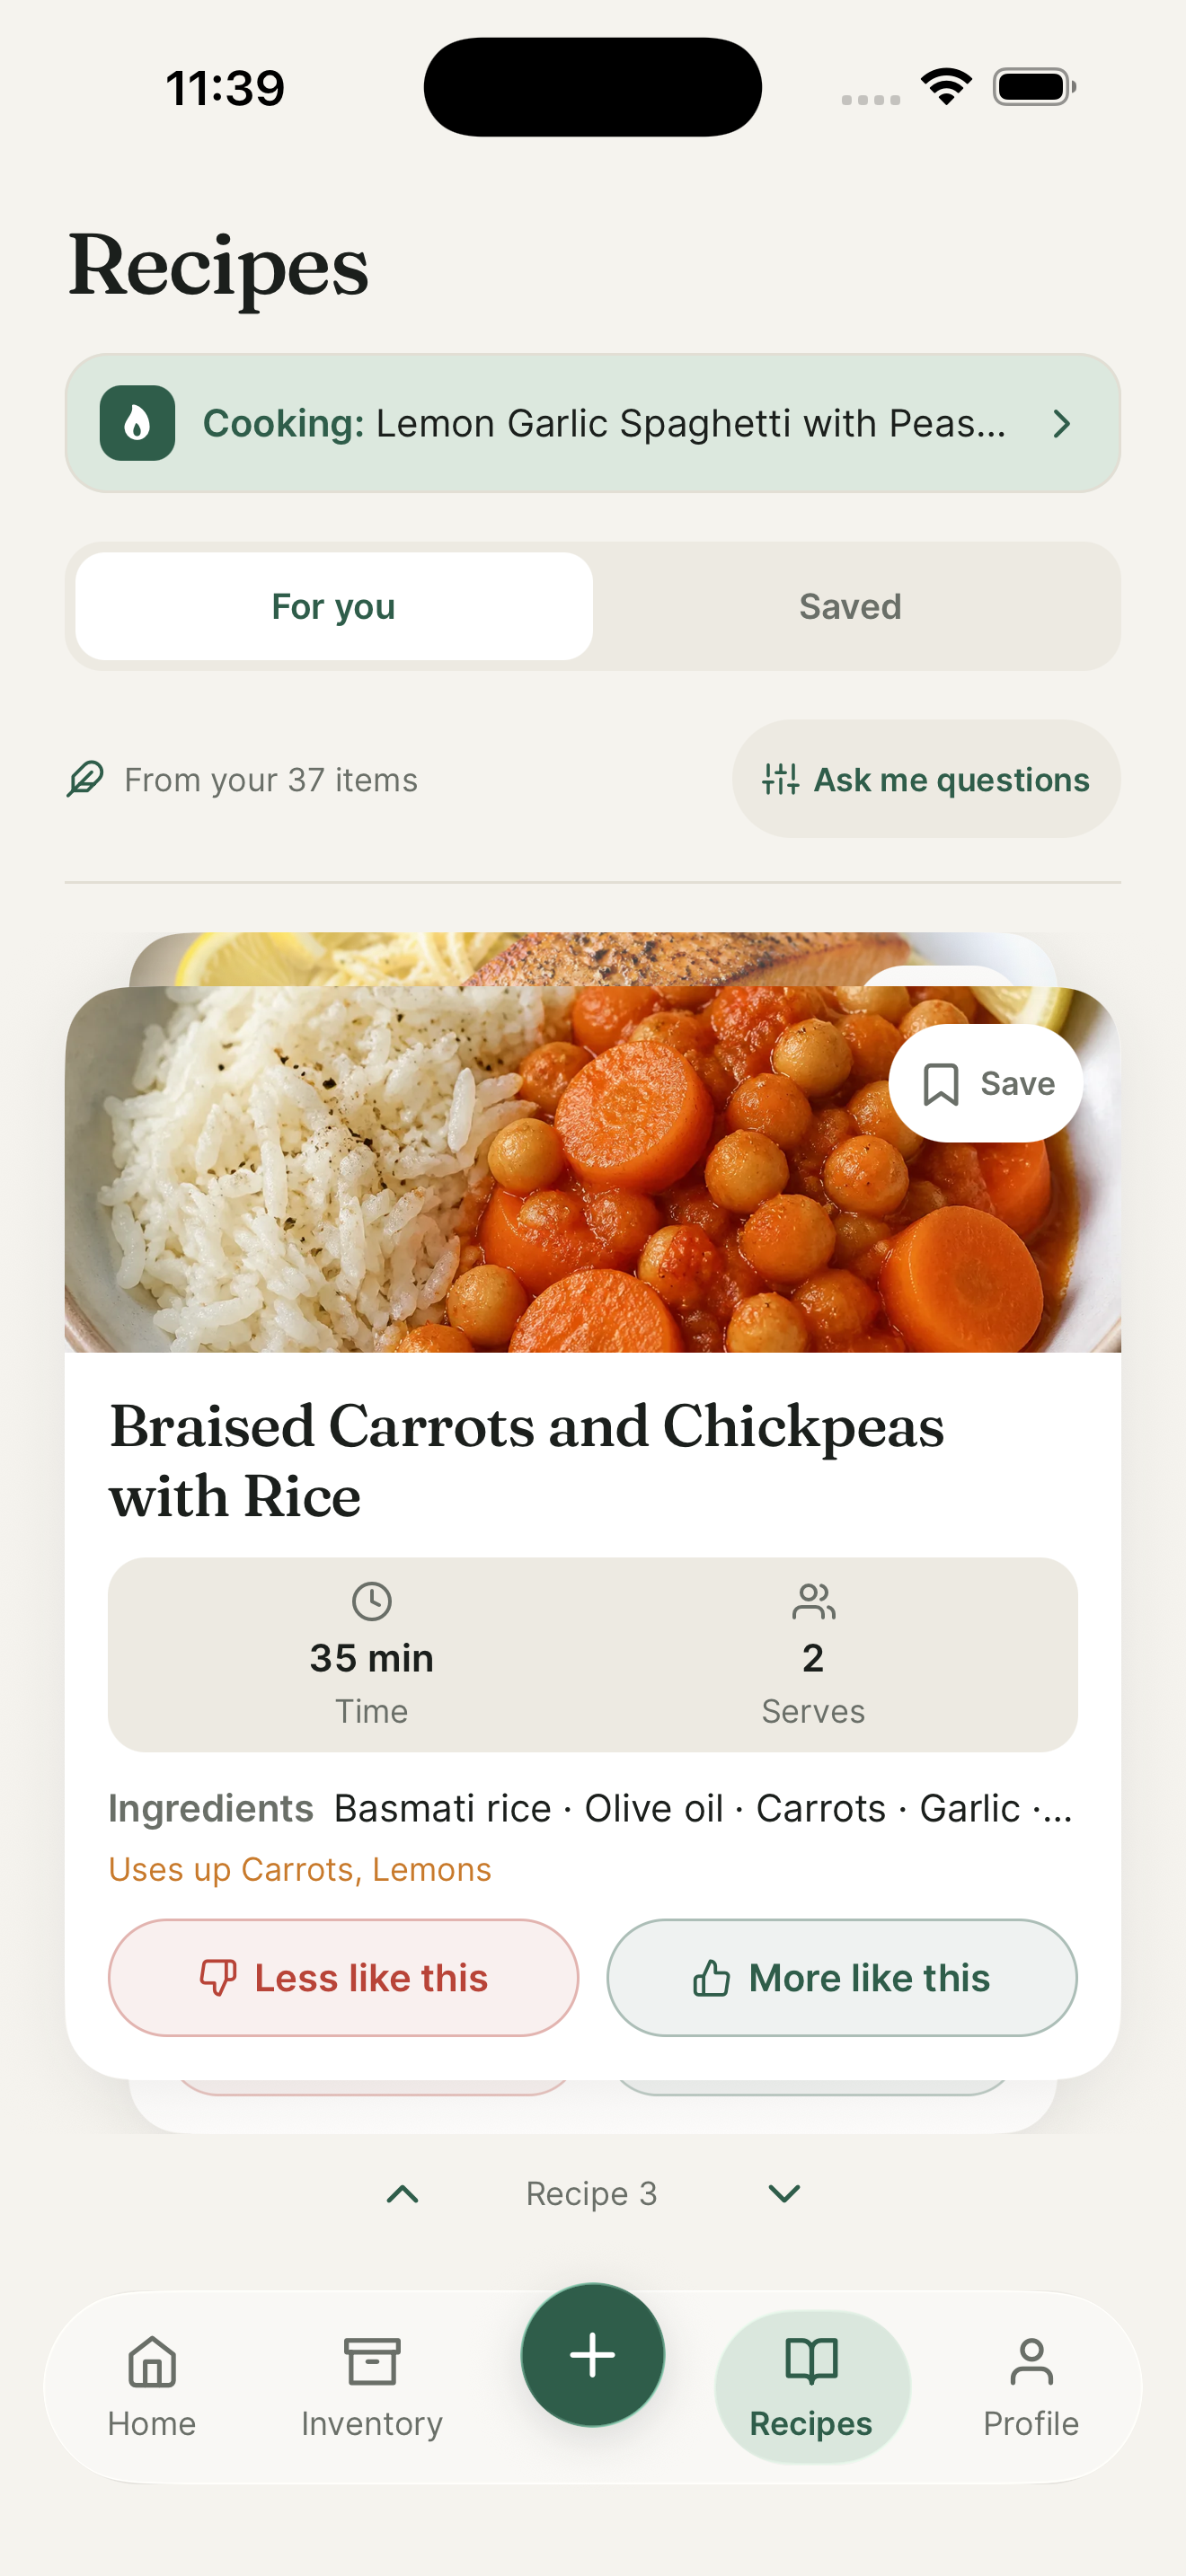 11:39
Recipes
Cooking: Lemon Garlic Spaghetti with Peas...
For you
Saved
From your 37 items
Ask me questions
Save
Braised Carrots and Chickpeas
with Rice
35 min
2
Time
Serves
Ingredients Basmati rice · Olive oil · Carrots · Garlic ·...
Uses up Carrots, Lemons
Less like this
More like this
Recipe 3
Home
Inventory
Recipes
Profile